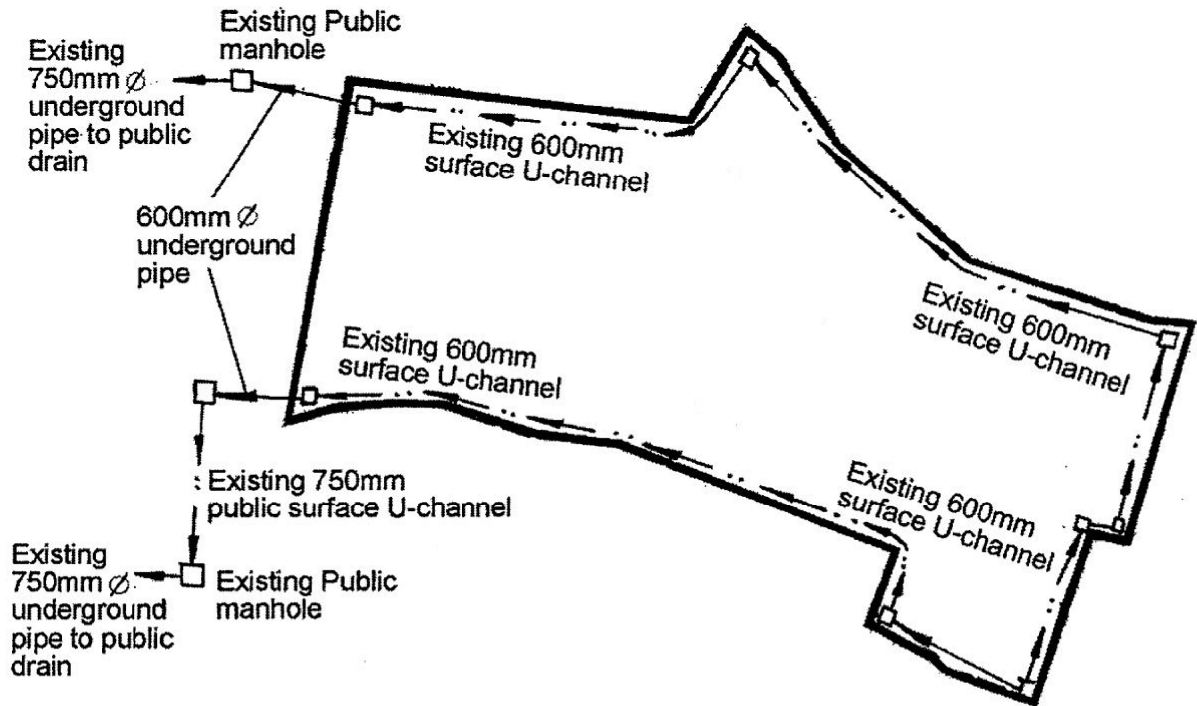 Existing Public
manhole
Existing
750mm Ø
underground
pipe to public
drain
Existing 600mm
surface U-channel
600mm Ø
underground
pipe
Existing 600mm
surface U-channel
Existing 600mm
surface U-channel
Existing 600mm
surface U-channel
Existing 750mm
public surface U-channel
Existing
750mm Ø
underground
pipe to public
drain
Existing Public
manhole